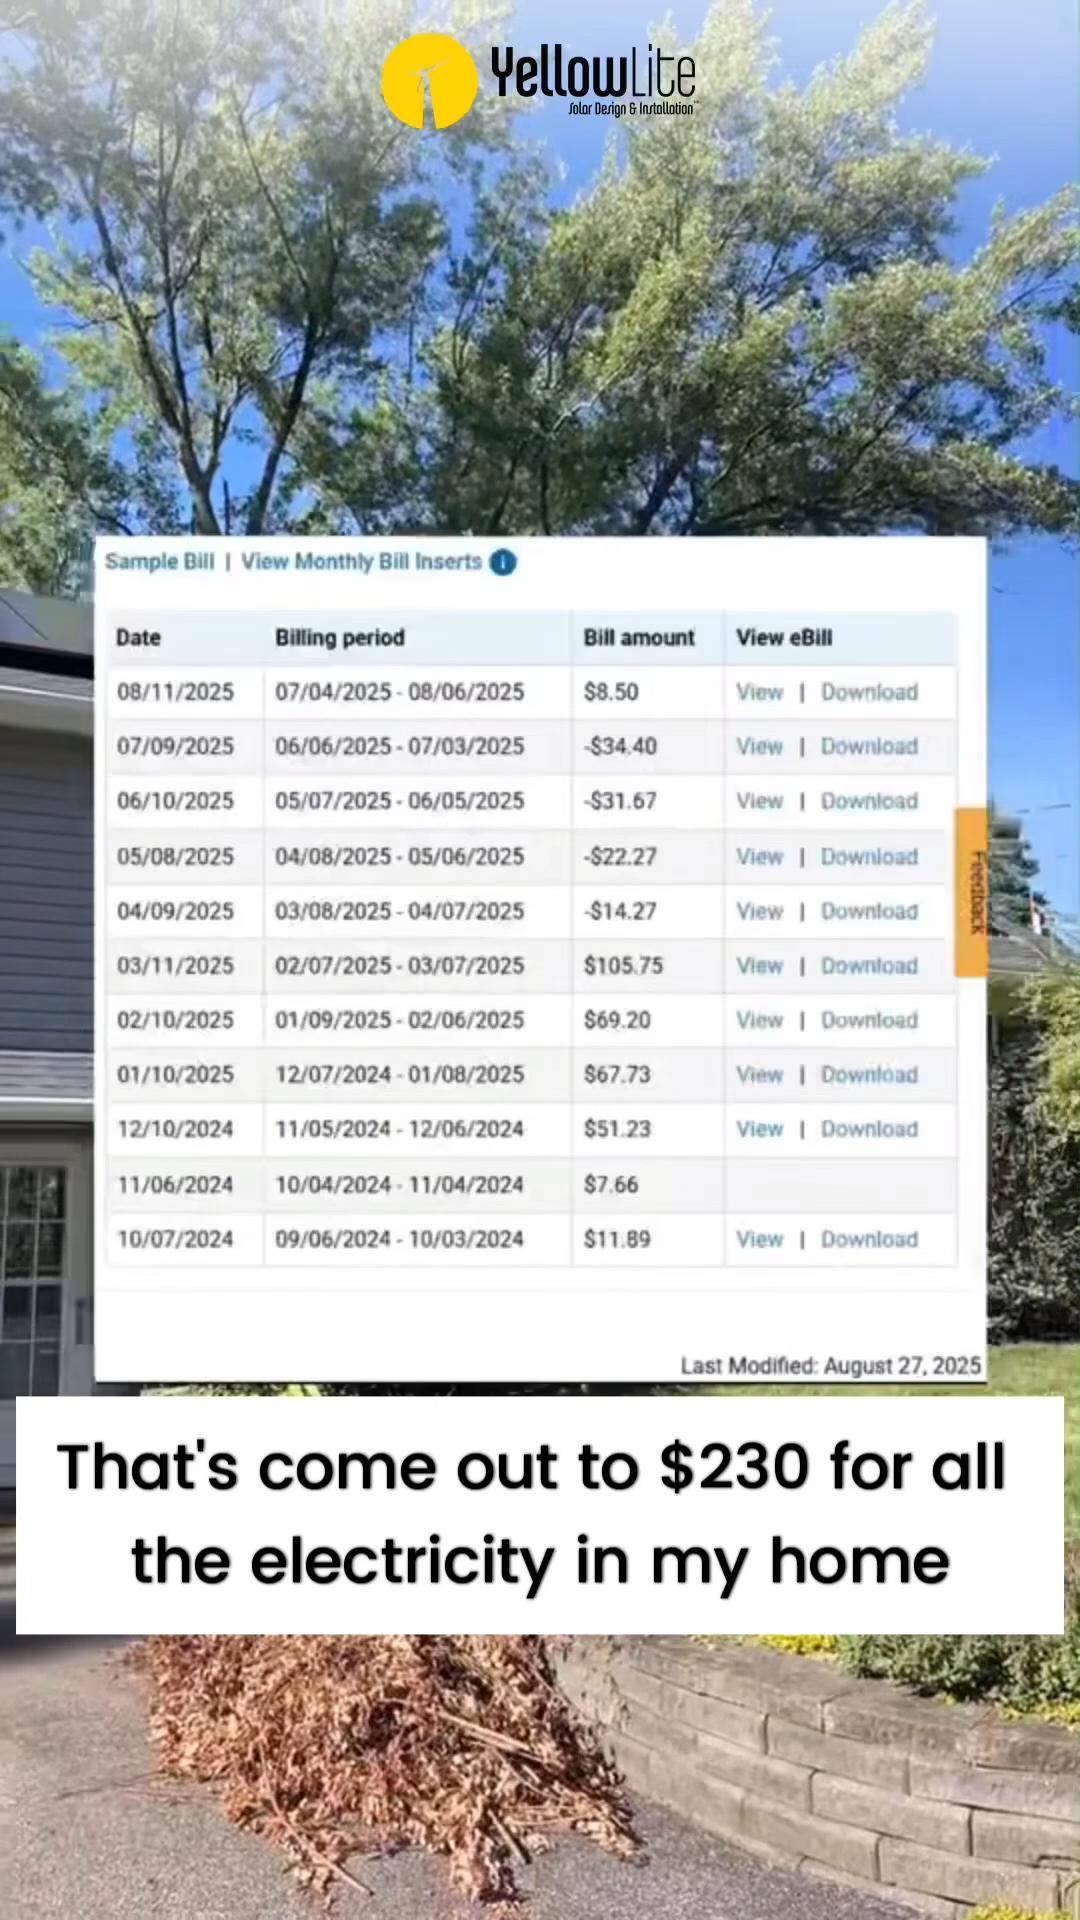 YellowLite
Solar Design & Installation
Sample Bill | View Monthly Bill Inserts i
Date Billing period Bill amount View eBill
08/11/2025 07/04/2025 - 08/06/2025 $8.50 View | Download
07/09/2025 06/06/2025 - 07/03/2025 -$34.40 View | Download
06/10/2025 05/07/2025 - 06/05/2025 -$31.67 View | Download
05/08/2025 04/08/2025 - 05/06/2025 -$22.27 View | Download
04/09/2025 03/08/2025 - 04/07/2025 -$14.27 View | Download
03/11/2025 02/07/2025 - 03/07/2025 $105.75 View | Download
02/10/2025 01/09/2025 - 02/06/2025 $69.20 View | Download
01/10/2025 12/07/2024 - 01/08/2025 $67.73 View | Download
12/10/2024 11/05/2024 - 12/06/2024 $51.23 View | Download
11/06/2024 10/04/2024 - 11/04/2024 $7.66
10/07/2024 09/06/2024 - 10/03/2024 $11.89 View | Download
Feedback
Last Modified: August 27, 2025
That's come out to $230 for all
the electricity in my home